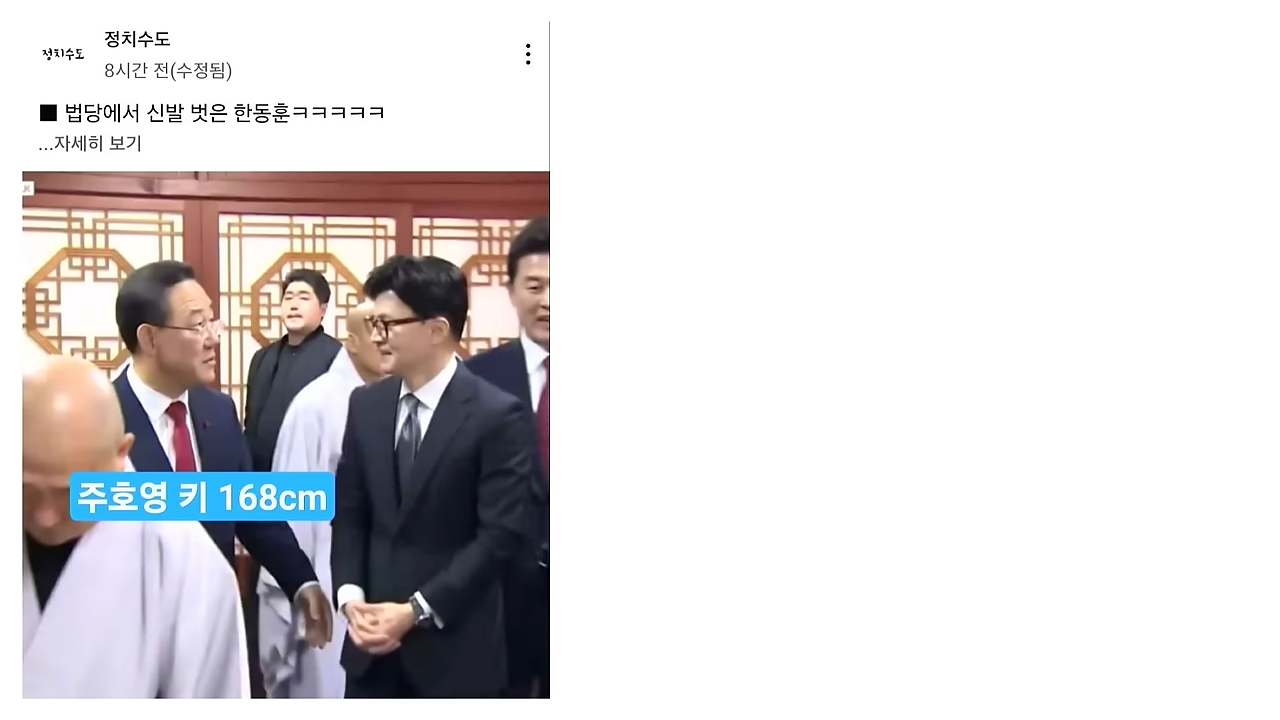 정치수도
정치수도
8시간 전(수정됨)
■ 법당에서 신발 벗은 한동훈ㅋㅋㅋㅋㅋ
...자세히 보기
주호영 키 168cm